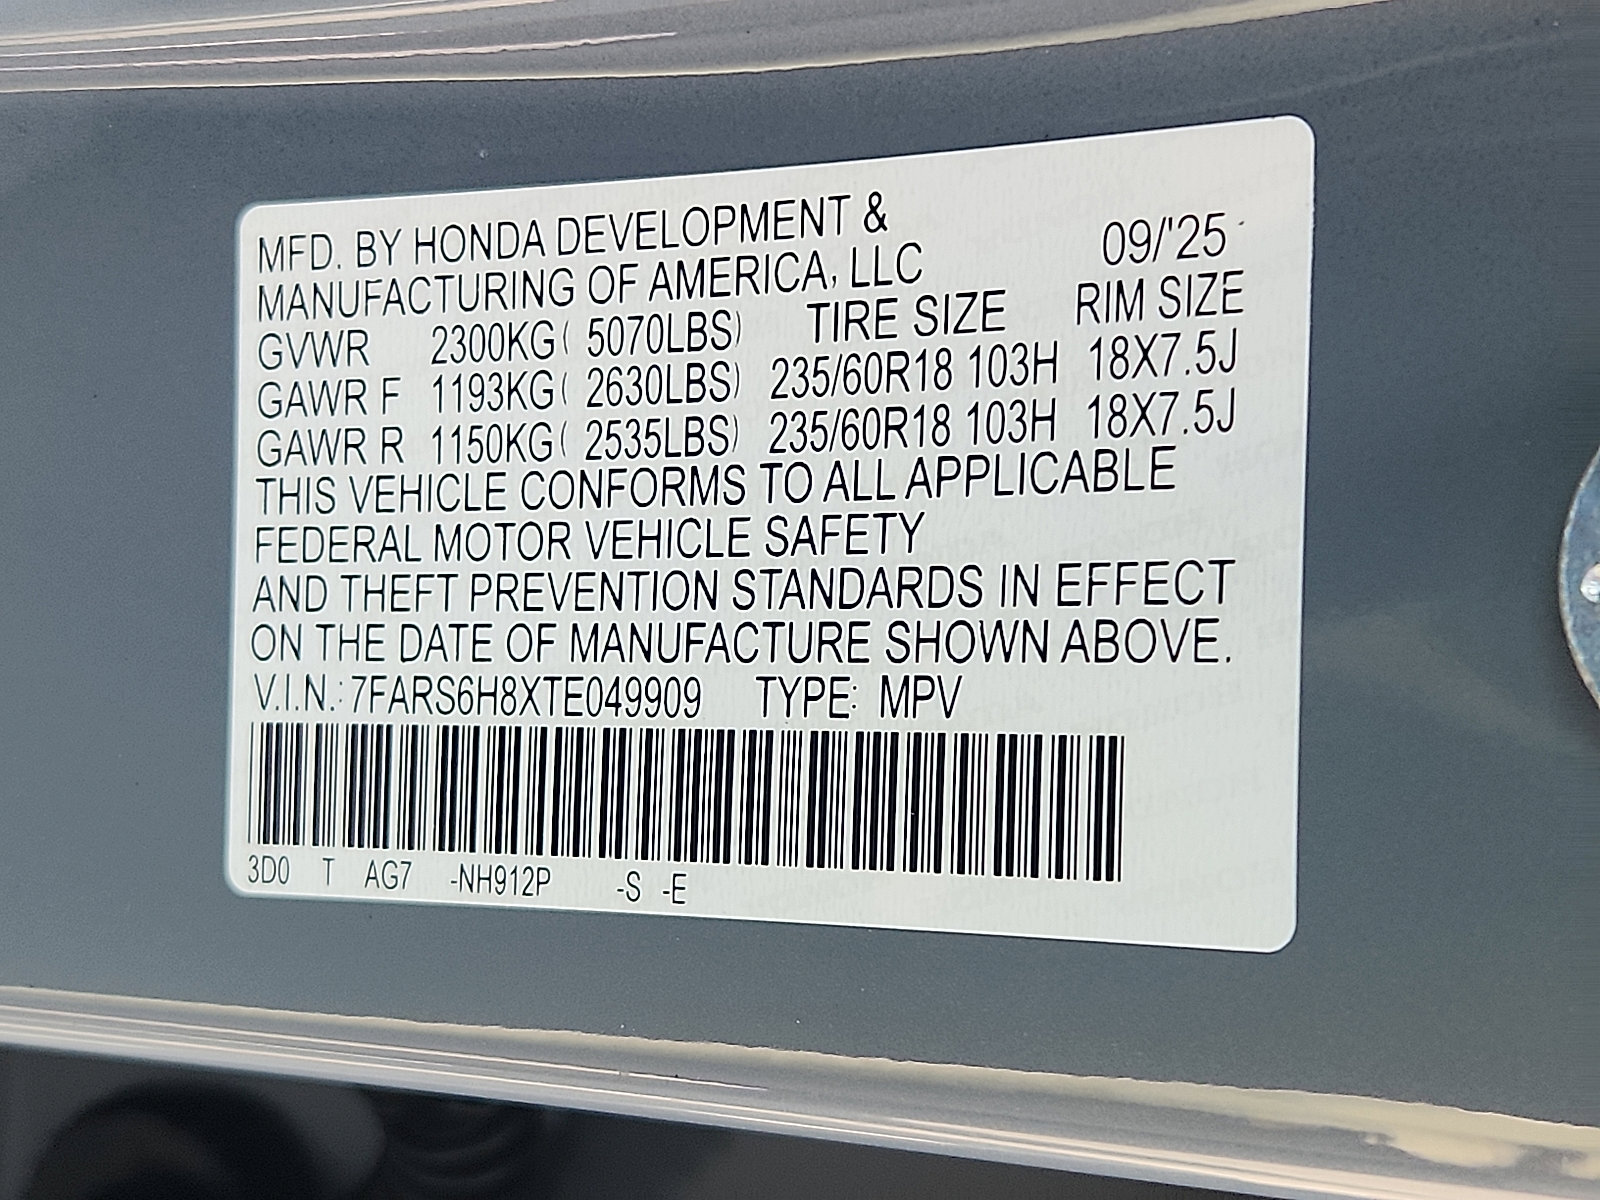 MFD. BY HONDA DEVELOPMENT & 
MANUFACTURING OF AMERICA, LLC 09/'25
GVWR 2300KG( 5070LBS) TIRE SIZE RIM SIZE
GAWR F 1193KG( 2630LBS) 235/60R18 103H 18X7.5J
GAWR R 1150KG( 2535LBS) 235/60R18 103H 18X7.5J
THIS VEHICLE CONFORMS TO ALL APPLICABLE
FEDERAL MOTOR VEHICLE SAFETY
AND THEFT PREVENTION STANDARDS IN EFFECT
ON THE DATE OF MANUFACTURE SHOWN ABOVE.
V.I.N.: 7FARS6H8XTE049909 TYPE: MPV
3D0 T AG7 -NH912P -S -E